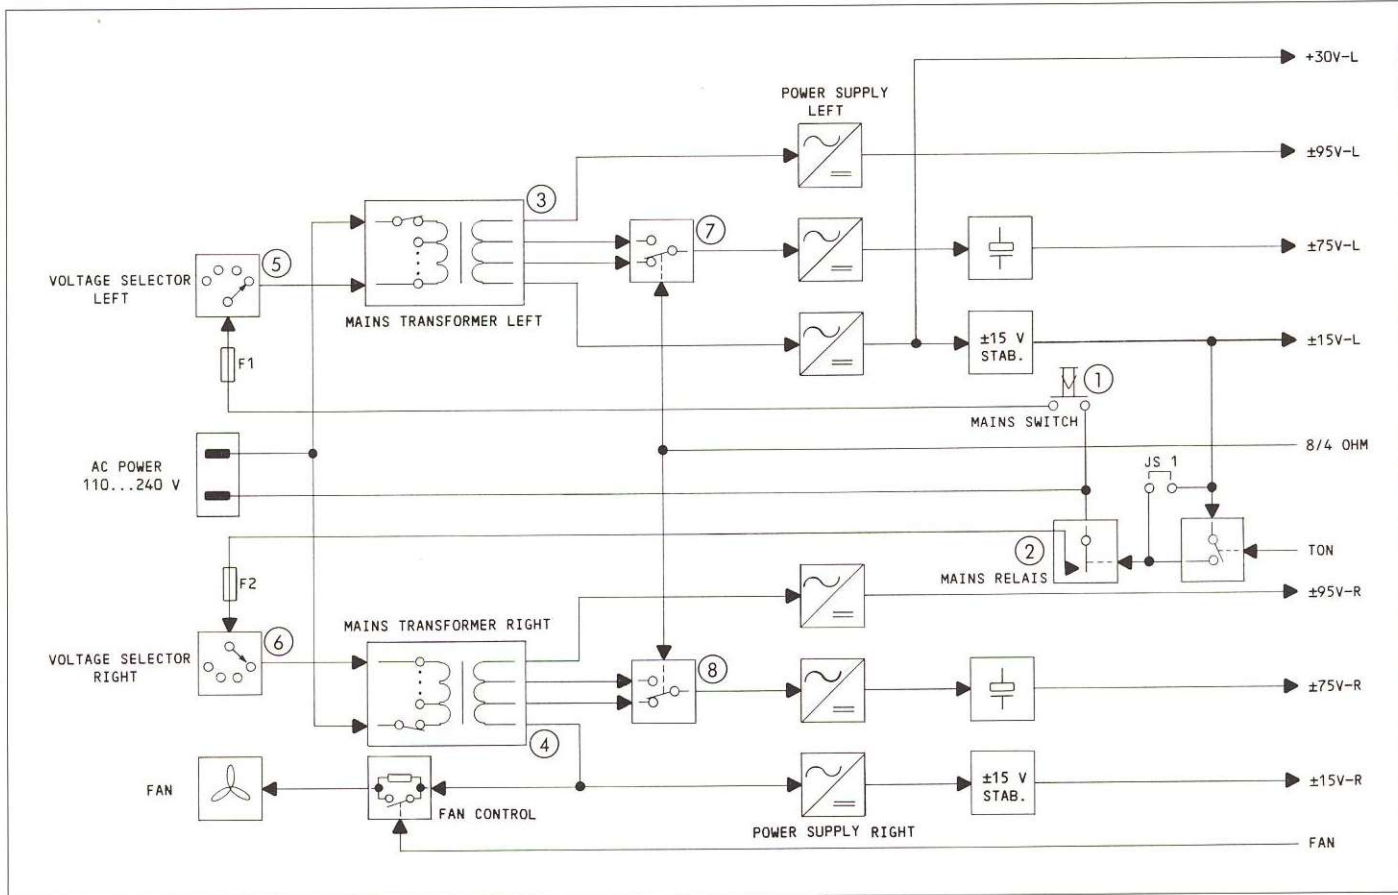 +30V-L
POWER SUPPLY
LEFT
±95V-L
3
7
±75V-L
5
VOLTAGE SELECTOR
LEFT
MAINS TRANSFORMER LEFT
±15 V
STAB.
±15V-L
F1
1
MAINS SWITCH
8/4 OHM
AC POWER
110...240 V
JS 1
2
MAINS RELAIS
TON
F2
±95V-R
MAINS TRANSFORMER RIGHT
6
VOLTAGE SELECTOR
RIGHT
8
±75V-R
4
FAN
FAN CONTROL
±15 V
STAB.
±15V-R
POWER SUPPLY RIGHT
FAN